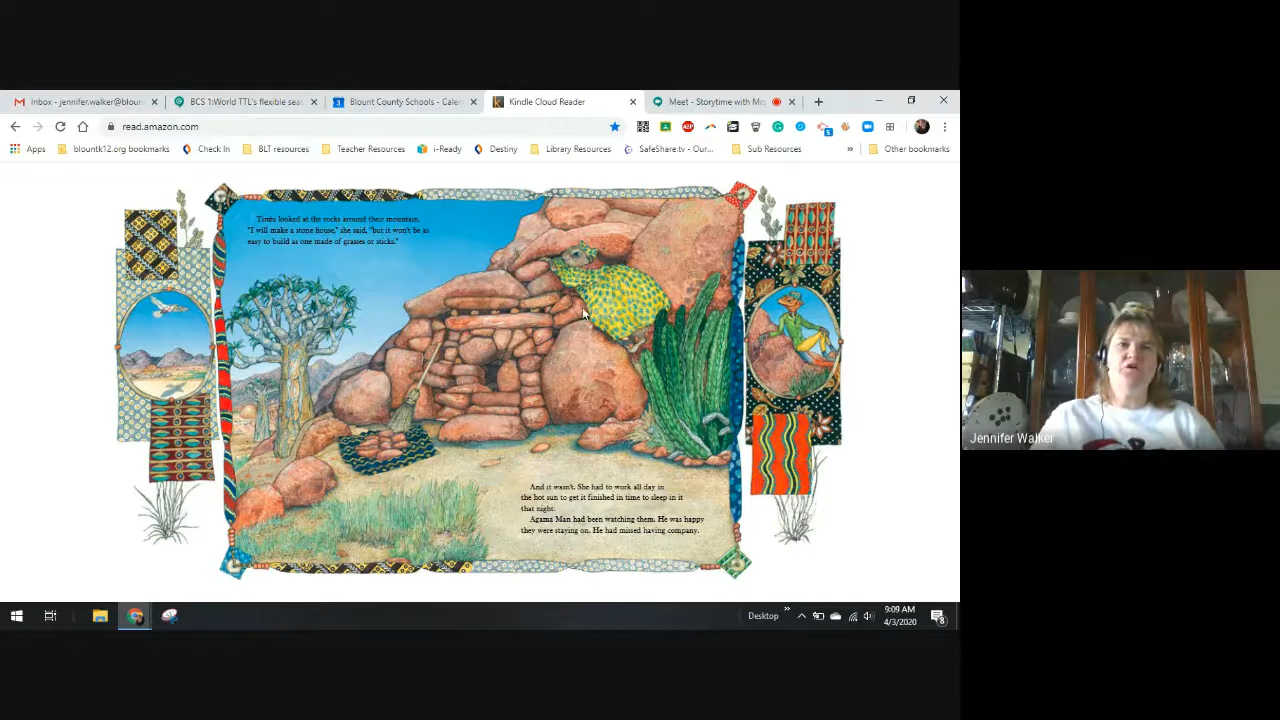 Inbox - jennifer.walker@bloun
BCS 1:World TTL's flexible seat
Blount County Schools - Calen
Kindle Cloud Reader
Meet - Storytime with Mrs
read.amazon.com
Apps
blountk12.org bookmarks
Check In
BLT resources
Teacher Resources
i-Ready
Destiny
Library Resources
SafeShare.tv - Our...
Sub Resources
»
Other bookmarks
looked at the rocks around their mountain.
"I will make a stone house," she said, "but it won't be as
easy to build as one made of grasses or sticks."
And it wasn't. She had to work all day in
the hot sun to get it finished in time to sleep in it
that night.
Agama Man had been watching them. He was happy
they were staying on. He had missed having company.
Jennifer Walker
Desktop
9:09 AM
4/3/2020
8